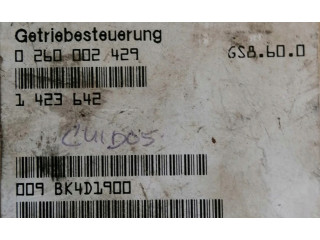 Getriebesteuerung
0 260 002 429 GS8.60.0
1 423 642
CUIDOS
009 BK4D1900